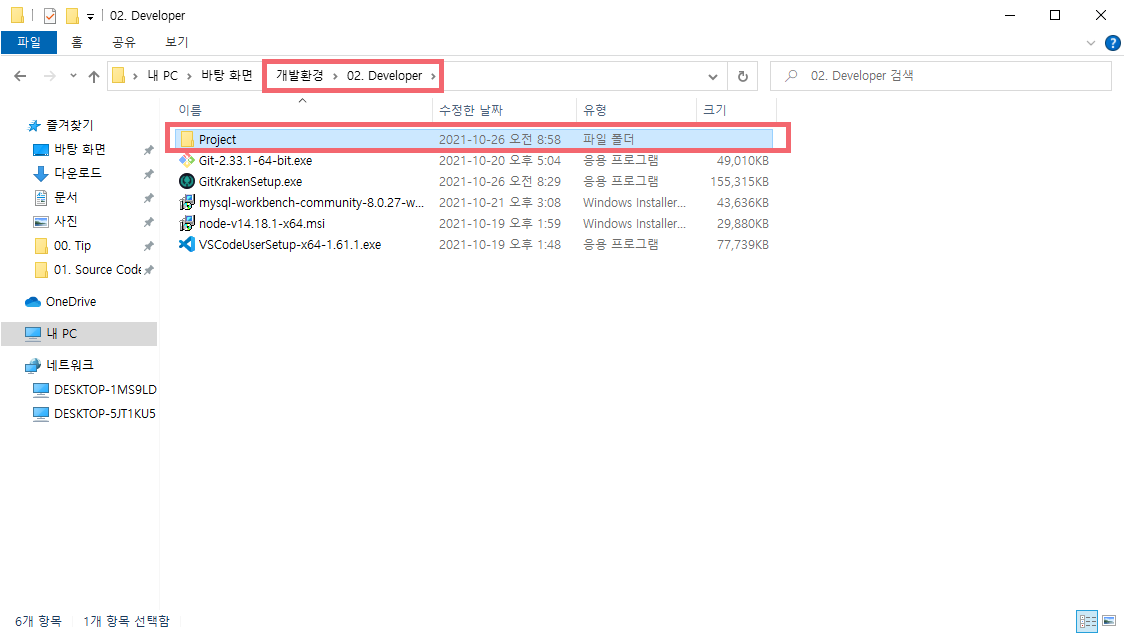 02. Developer
파일 홈 공유 보기
내 PC 바탕 화면 개발환경 02. Developer 02. Developer 검색
이름 수정한 날짜 유형 크기
즐겨찾기
바탕 화면
다운로드
문서
사진
00. Tip
01. Source Code
OneDrive
내 PC
네트워크
DESKTOP-1MS9LD
DESKTOP-5JT1KU5
Project 2021-10-26 오전 8:58 파일 폴더
Git-2.33.1-64-bit.exe 2021-10-20 오후 5:04 응용 프로그램 49,010KB
GitKrakenSetup.exe 2021-10-26 오전 8:29 응용 프로그램 155,315KB
mysql-workbench-community-8.0.27-w... 2021-10-21 오후 3:08 Windows Installer... 43,636KB
node-v14.18.1-x64.msi 2021-10-19 오후 1:59 Windows Installer... 29,880KB
VSCodeUserSetup-x64-1.61.1.exe 2021-10-19 오후 1:48 응용 프로그램 77,739KB
6개 항목 1개 항목 선택함